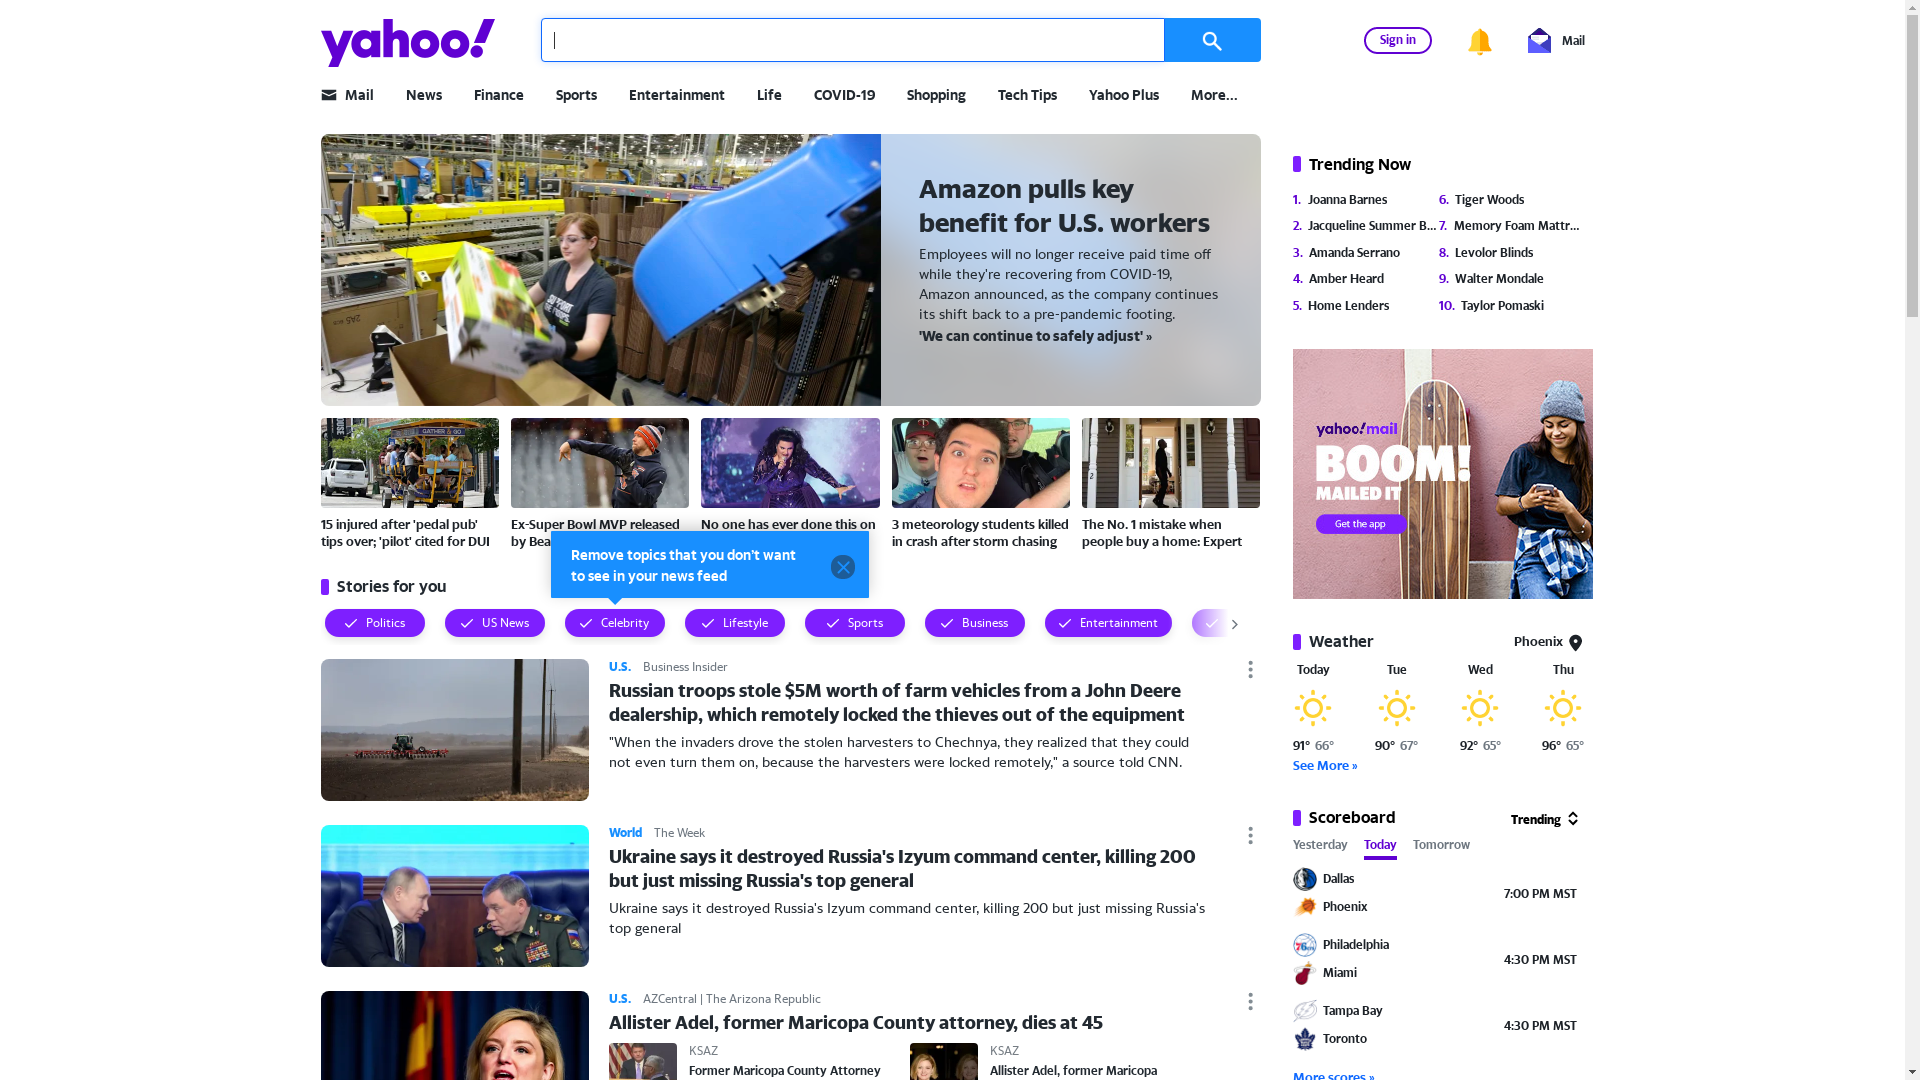 yahoo!
Sign in
Mail
Mail
News
Finance
Sports
Entertainment
Life
COVID-19
Shopping
Tech Tips
Yahoo Plus
More...
Amazon pulls key
benefit for U.S. workers
Employees will no longer receive paid time off
while they're recovering from COVID-19,
Amazon announced, as the company continues
its shift back to a pre-pandemic footing.
'We can continue to safely adjust' »
15 injured after 'pedal pub'
tips over; 'pilot' cited for DUI
Ex-Super Bowl MVP released
by Bea
No one has ever done this on
3 meteorology students killed
in crash after storm chasing
The No. 1 mistake when
people buy a home: Expert
Remove topics that you don't want
to see in your news feed
Stories for you
Politics
US News
Celebrity
Lifestyle
Sports
Business
Entertainment
U.S. Business Insider
Russian troops stole $5M worth of farm vehicles from a John Deere
dealership, which remotely locked the thieves out of the equipment
"When the invaders drove the stolen harvesters to Chechnya, they realized that they could
not even turn them on, because the harvesters were locked remotely," a source told CNN.
World The Week
Ukraine says it destroyed Russia's Izyum command center, killing 200
but just missing Russia's top general
Ukraine says it destroyed Russia's Izyum command center, killing 200 but just missing Russia's
top general
U.S. AZCentral | The Arizona Republic
Allister Adel, former Maricopa County attorney, dies at 45
KSAZ
Former Maricopa County Attorney
KSAZ
Allister Adel, former Maricopa
Trending Now
1. Joanna Barnes
2. Jacqueline Summer B...
3. Amanda Serrano
4. Amber Heard
5. Home Lenders
6. Tiger Woods
7. Memory Foam Mattr...
8. Levolor Blinds
9. Walter Mondale
10. Taylor Pomaski
yahoo!mail
BOOM!
MAILED IT
Get the app
Weather
Phoenix
Today Tue Wed Thu
91° 66° 90° 67° 92° 65° 96° 65°
See More »
Scoreboard
Trending
Yesterday Today Tomorrow
Dallas
Phoenix
7:00 PM MST
Philadelphia
Miami
4:30 PM MST
Tampa Bay
Toronto
4:30 PM MST
More scores »